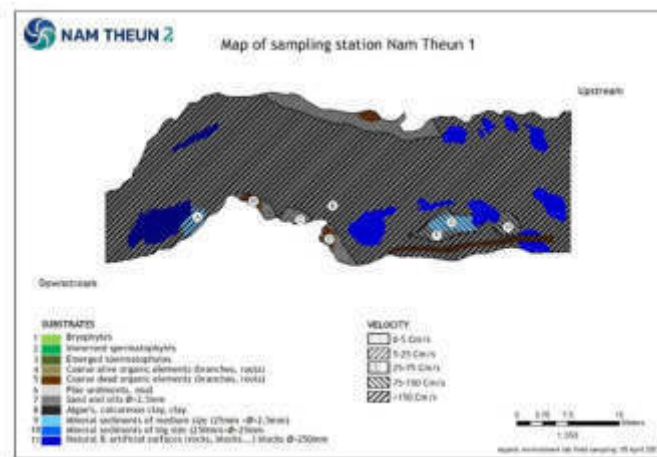 NAM THEUN 2
Map of sampling station Nam Theun 1
Upstream
Downstream
SUBSTRATES
1 Bryophytes
2 Immersed spermatophytes
3 Emerged spermatophytes
4 Coarse alive organic elements (branches, roots)
5 Coarse dead organic elements (branches, roots)
6 Fine sediments, mud
7 Sand and silts Ø<2.5mm
8 Algae's, calcareous clay, clay
9 Mineral sediments of medium size (25mm <Ø<2.5mm)
10 Mineral sediments of big size (250mm<Ø<25mm
11 Natural & artificial surfaces (rocks, blocks...) blocks Ø>250mm
VELOCITY
0-5 Cm/s
5-25 Cm/s
25-75 Cm/s
75-150 Cm/s
>150 Cm/s